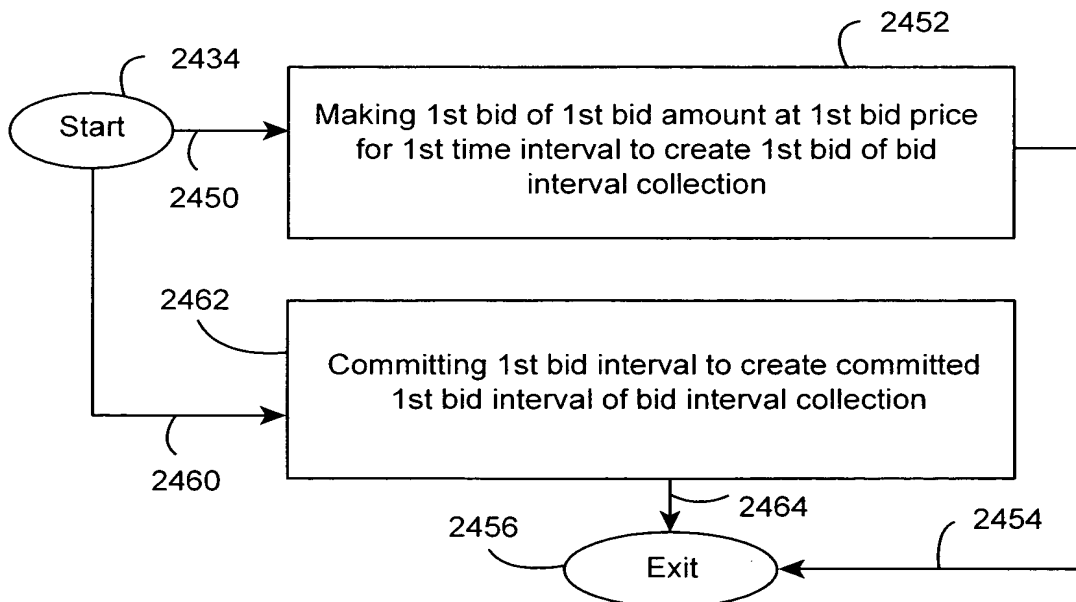 2452
2434
Start
Making 1st bid of 1st bid amount at 1st bid price
for 1st time interval to create 1st bid of bid
interval collection
2450
2462
Committing 1st bid interval to create committed
1st bid interval of bid interval collection
2460
2464
2456
2454
Exit